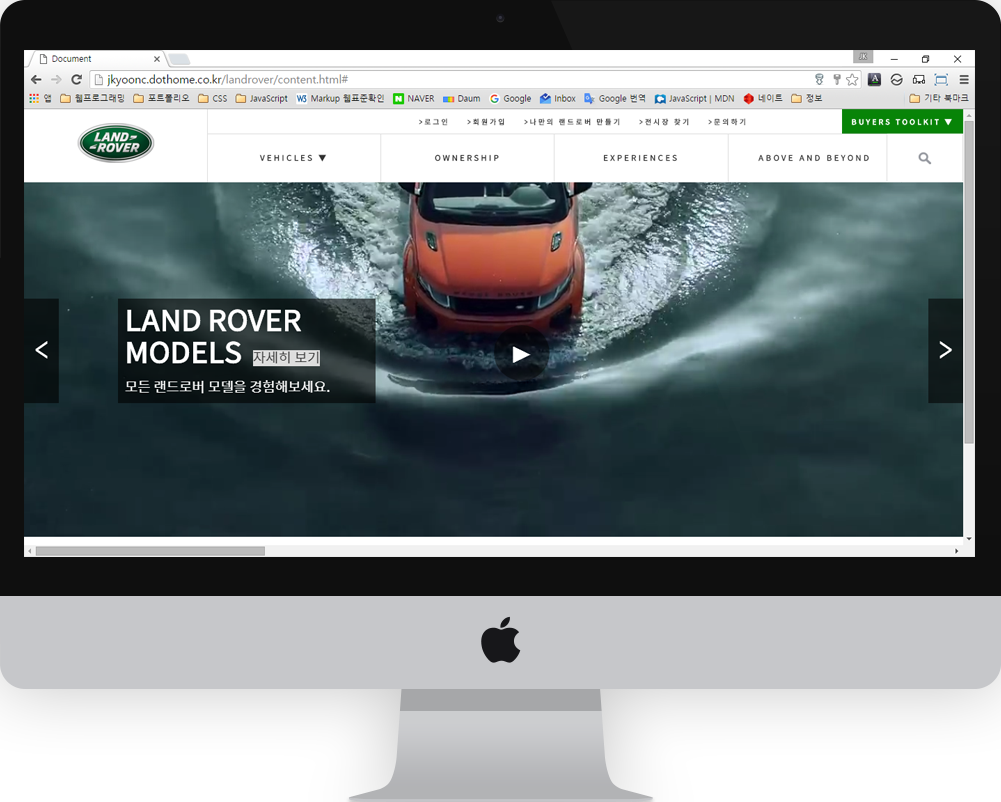 Document
JK
jkyoonc.dothome.co.kr/landrover/content.html#
앱 웹프로그래밍 포트폴리오 CSS JavaScript W3 Markup 웹표준확인 N NAVER Daum G Google Inbox Google 번역 JavaScript | MDN 네이트 정보 기타 북마크
>로그인 >회원가입 >나만의 랜드로버 만들기 >전시장 찾기 >문의하기 BUYERS TOOLKIT ▼
LAND-
ROVER
VEHICLES ▼ OWNERSHIP EXPERIENCES ABOVE AND BEYOND
LAND ROVER
MODELS 자세히 보기
모든 랜드로버 모델을 경험해보세요.